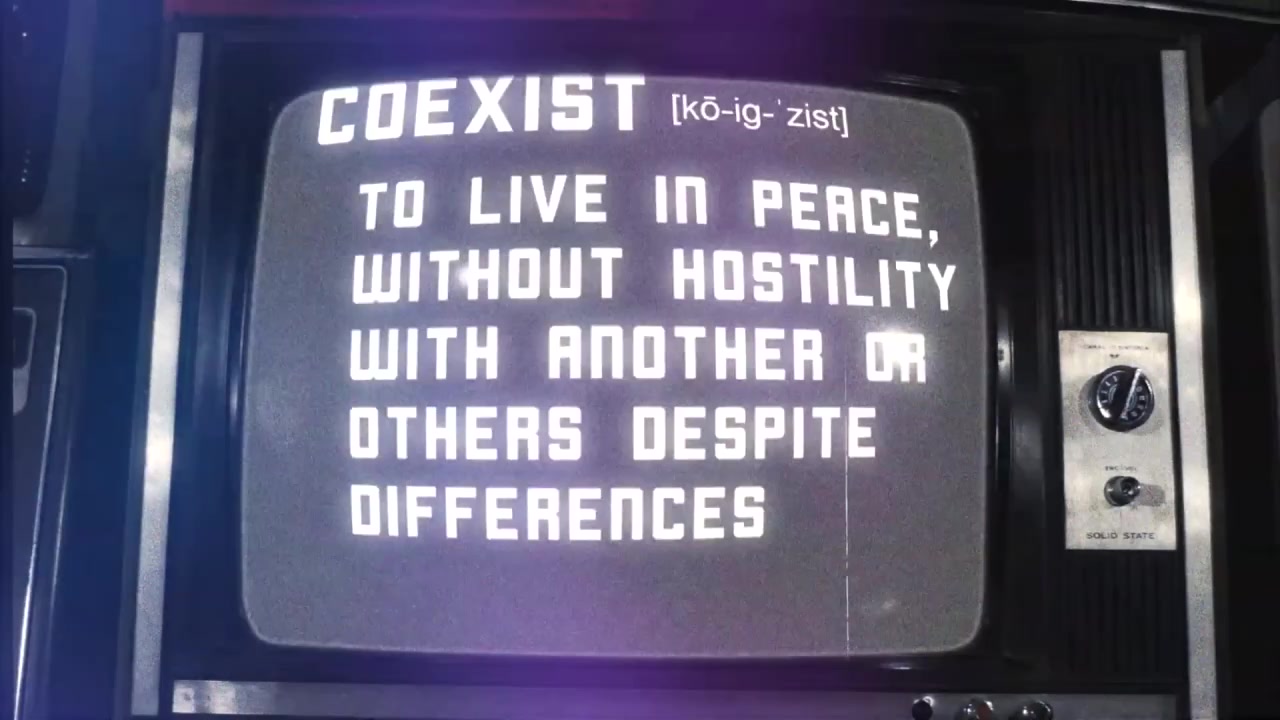 COEXIST [kō-ig-ˈzist]
TO LIVE IN PEACE,
WITHOUT HOSTILITY
WITH ANOTHER OR
OTHERS DESPITE
DIFFERENCES
SOLID STATE